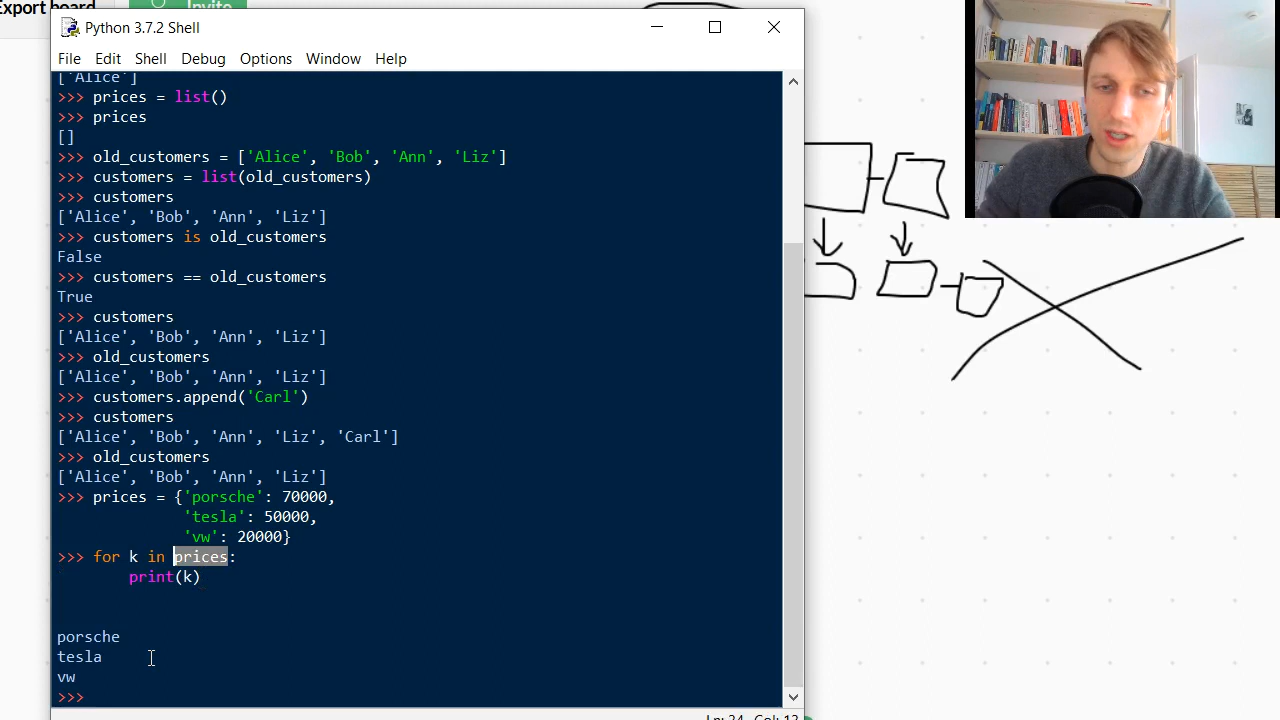 Export board
Invite
Python 3.7.2 Shell
File Edit Shell Debug Options Window Help
['Alice']
>>> prices = list()
>>> prices
[]
>>> old_customers = ['Alice', 'Bob', 'Ann', 'Liz']
>>> customers = list(old_customers)
>>> customers
['Alice', 'Bob', 'Ann', 'Liz']
>>> customers is old_customers
False
>>> customers == old_customers
True
>>> customers
['Alice', 'Bob', 'Ann', 'Liz']
>>> old_customers
['Alice', 'Bob', 'Ann', 'Liz']
>>> customers.append('Carl')
>>> customers
['Alice', 'Bob', 'Ann', 'Liz', 'Carl']
>>> old_customers
['Alice', 'Bob', 'Ann', 'Liz']
>>> prices = {'porsche': 70000,
'tesla': 50000,
'vw': 20000}
>>> for k in prices:
print(k)
porsche
tesla
vw
>>>